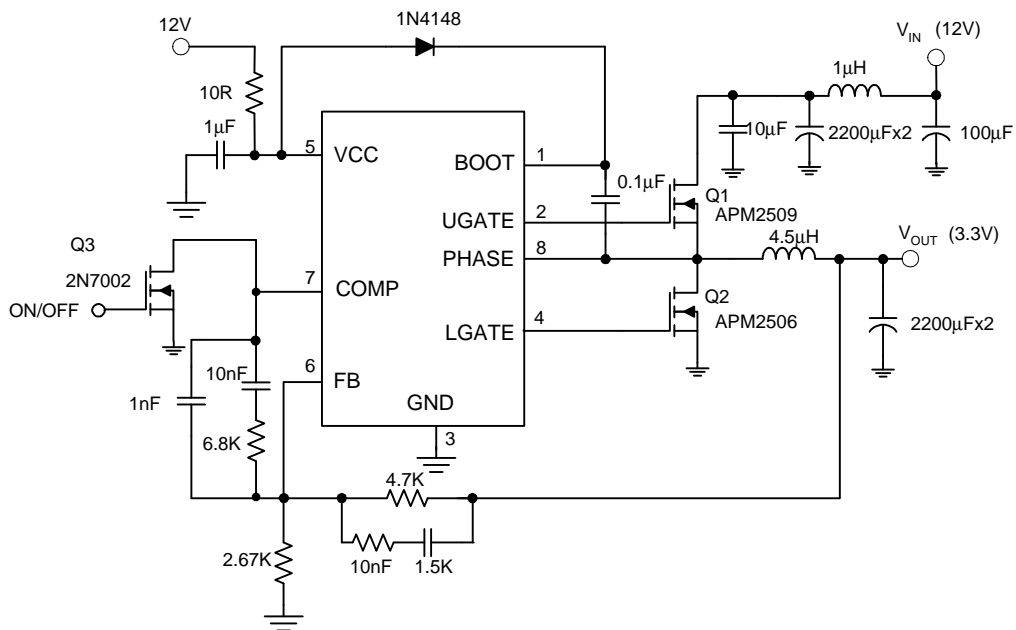 1N4148
12V
V_IN (12V)
1μH
10R
1μF
10μF
2200μFx2
100μF
5
VCC
BOOT
1
0.1μF
Q1
APM2509
UGATE
2
4.5μH
V_OUT (3.3V)
Q3
PHASE
8
2N7002
7
COMP
Q2
ON/OFF
APM2506
LGATE
4
2200μFx2
6
FB
10nF
1nF
GND
3
6.8K
4.7K
2.67K
10nF
1.5K